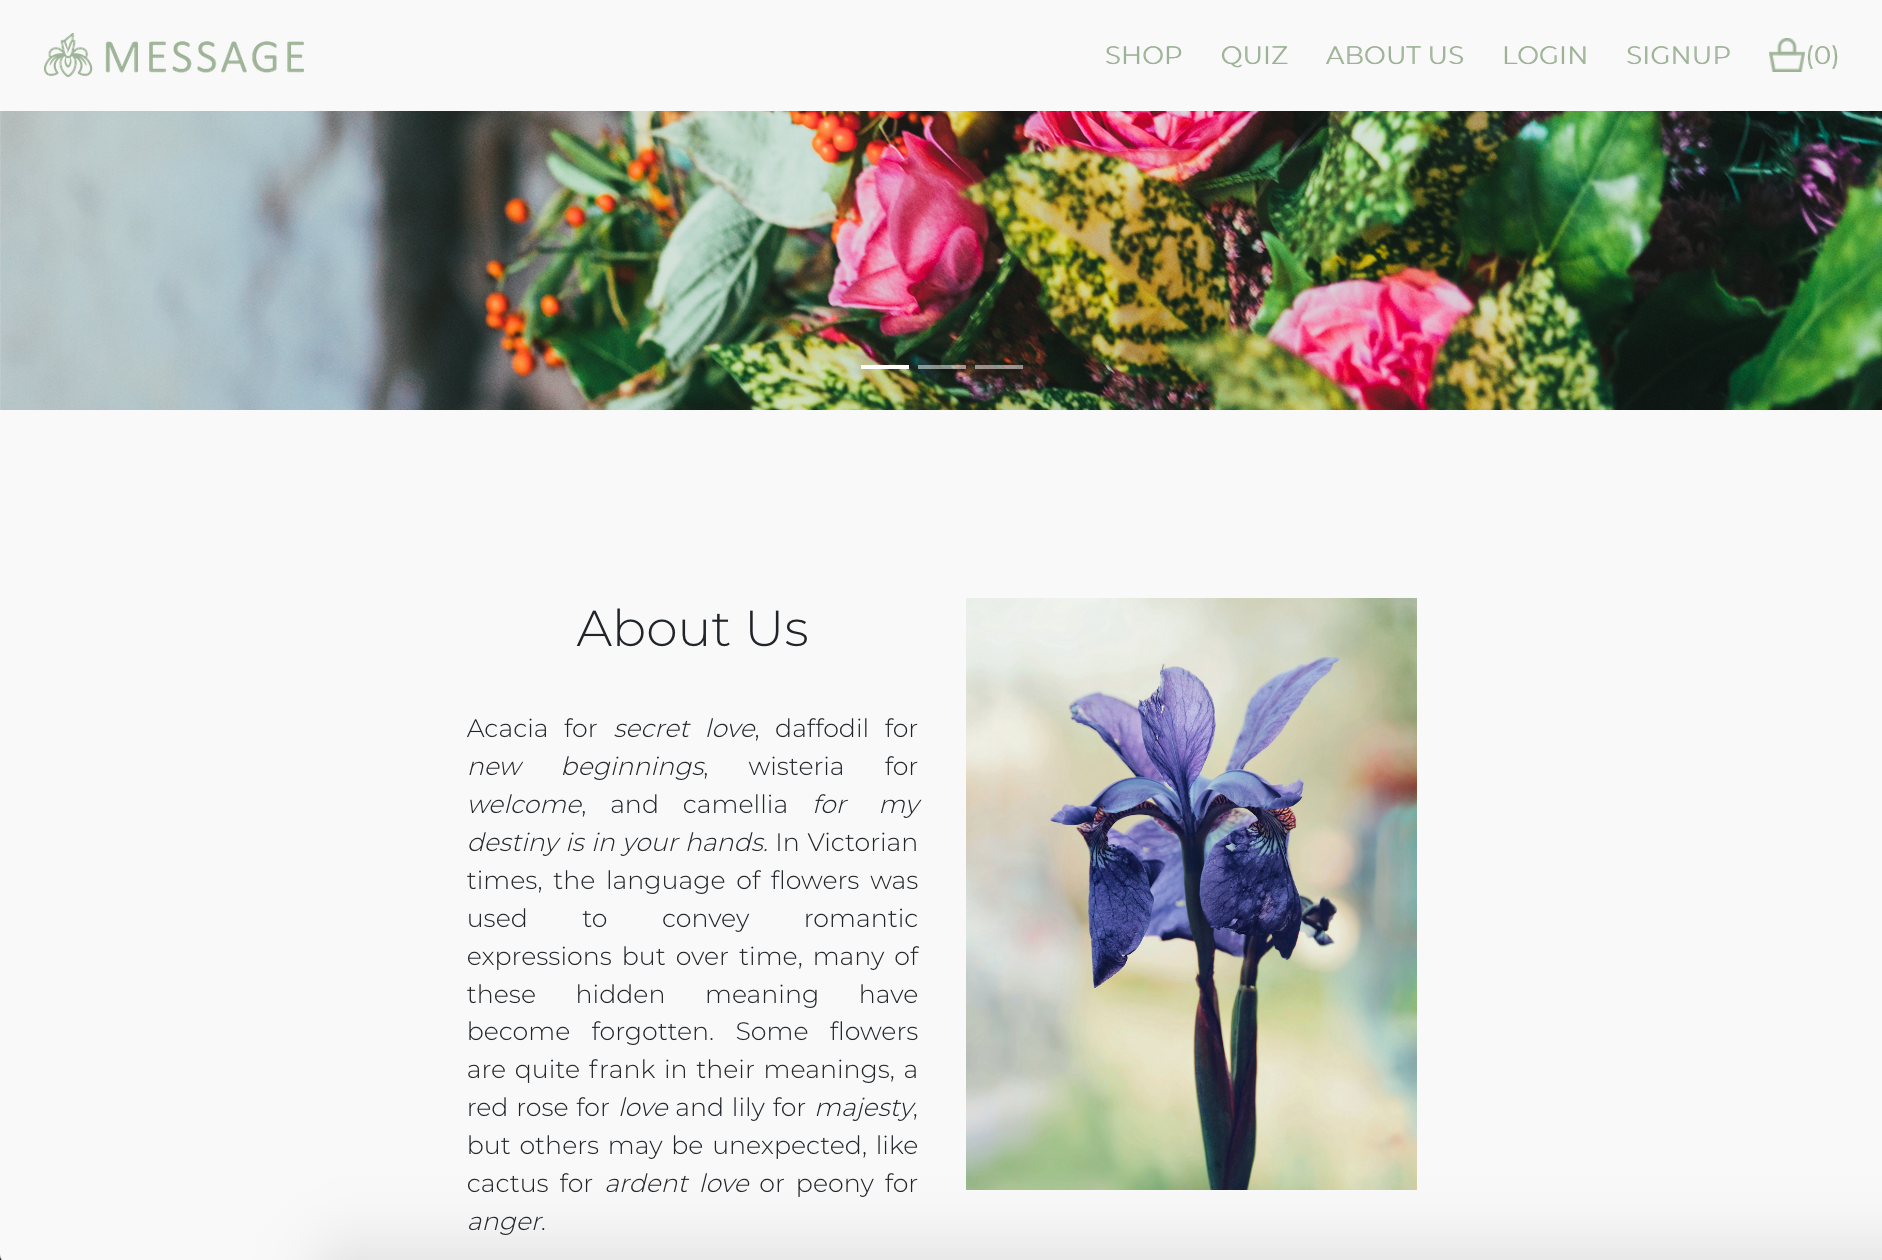 MESSAGE
SHOP QUIZ ABOUT US LOGIN SIGNUP (0)
About Us
Acacia for secret love, daffodil for
new beginnings, wisteria for
welcome, and camellia for my
destiny is in your hands. In Victorian
times, the language of flowers was
used to convey romantic
expressions but over time, many of
these hidden meaning have
become forgotten. Some flowers
are quite frank in their meanings, a
red rose for love and lily for majesty,
but others may be unexpected, like
cactus for ardent love or peony for
anger.